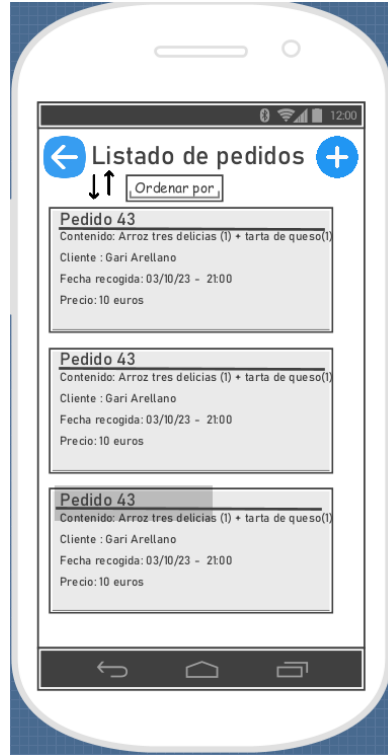 12:00
Listado de pedidos
Ordenar por
Pedido 43
Contenido: Arroz tres delicias (1) + tarta de queso(1)
Cliente : Gari Arellano
Fecha recogida: 03/10/23 - 21:00
Precio: 10 euros
Pedido 43
Contenido: Arroz tres delicias (1) + tarta de queso(1)
Cliente : Gari Arellano
Fecha recogida: 03/10/23 - 21:00
Precio: 10 euros
Pedido 43
Contenido: Arroz tres delicias (1) + tarta de queso(1)
Cliente : Gari Arellano
Fecha recogida: 03/10/23 - 21:00
Precio: 10 euros